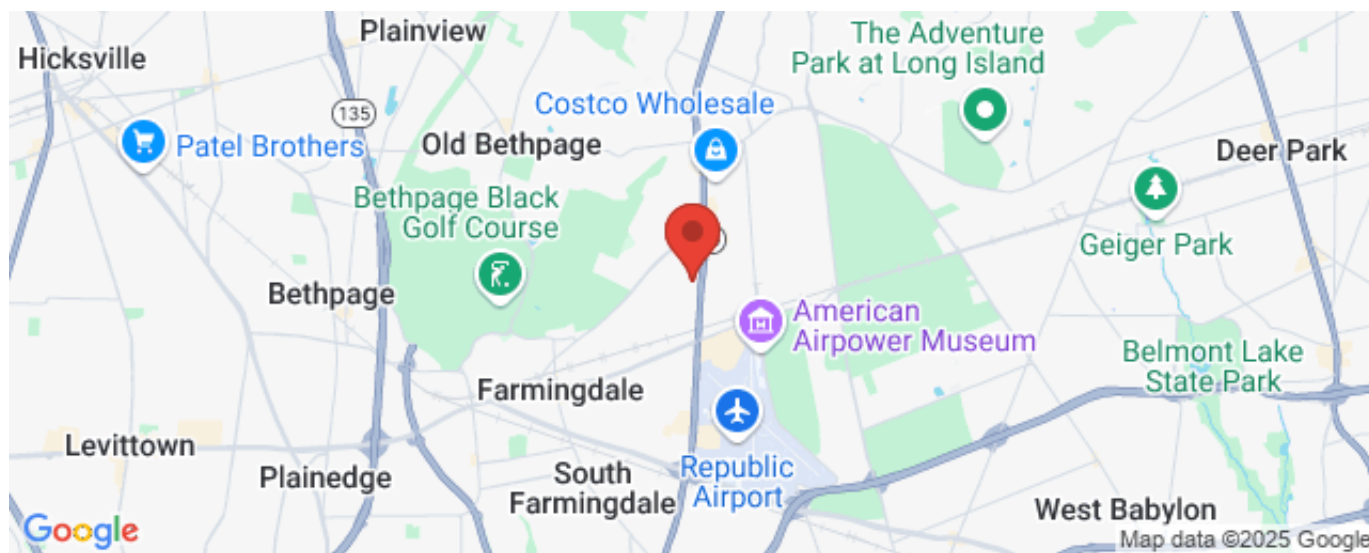 Plainview
Hicksville
The Adventure
Park at Long Island
135
Costco Wholesale
Patel Brothers
Old Bethpage
Deer Park
Bethpage Black
Golf Course
Geiger Park
Bethpage
American
Airpower Museum
Belmont Lake
State Park
Farmingdale
Levittown
Plainedge
South
Farmingdale
Republic
Airport
West Babylon
Google
Map data ©2025 Google